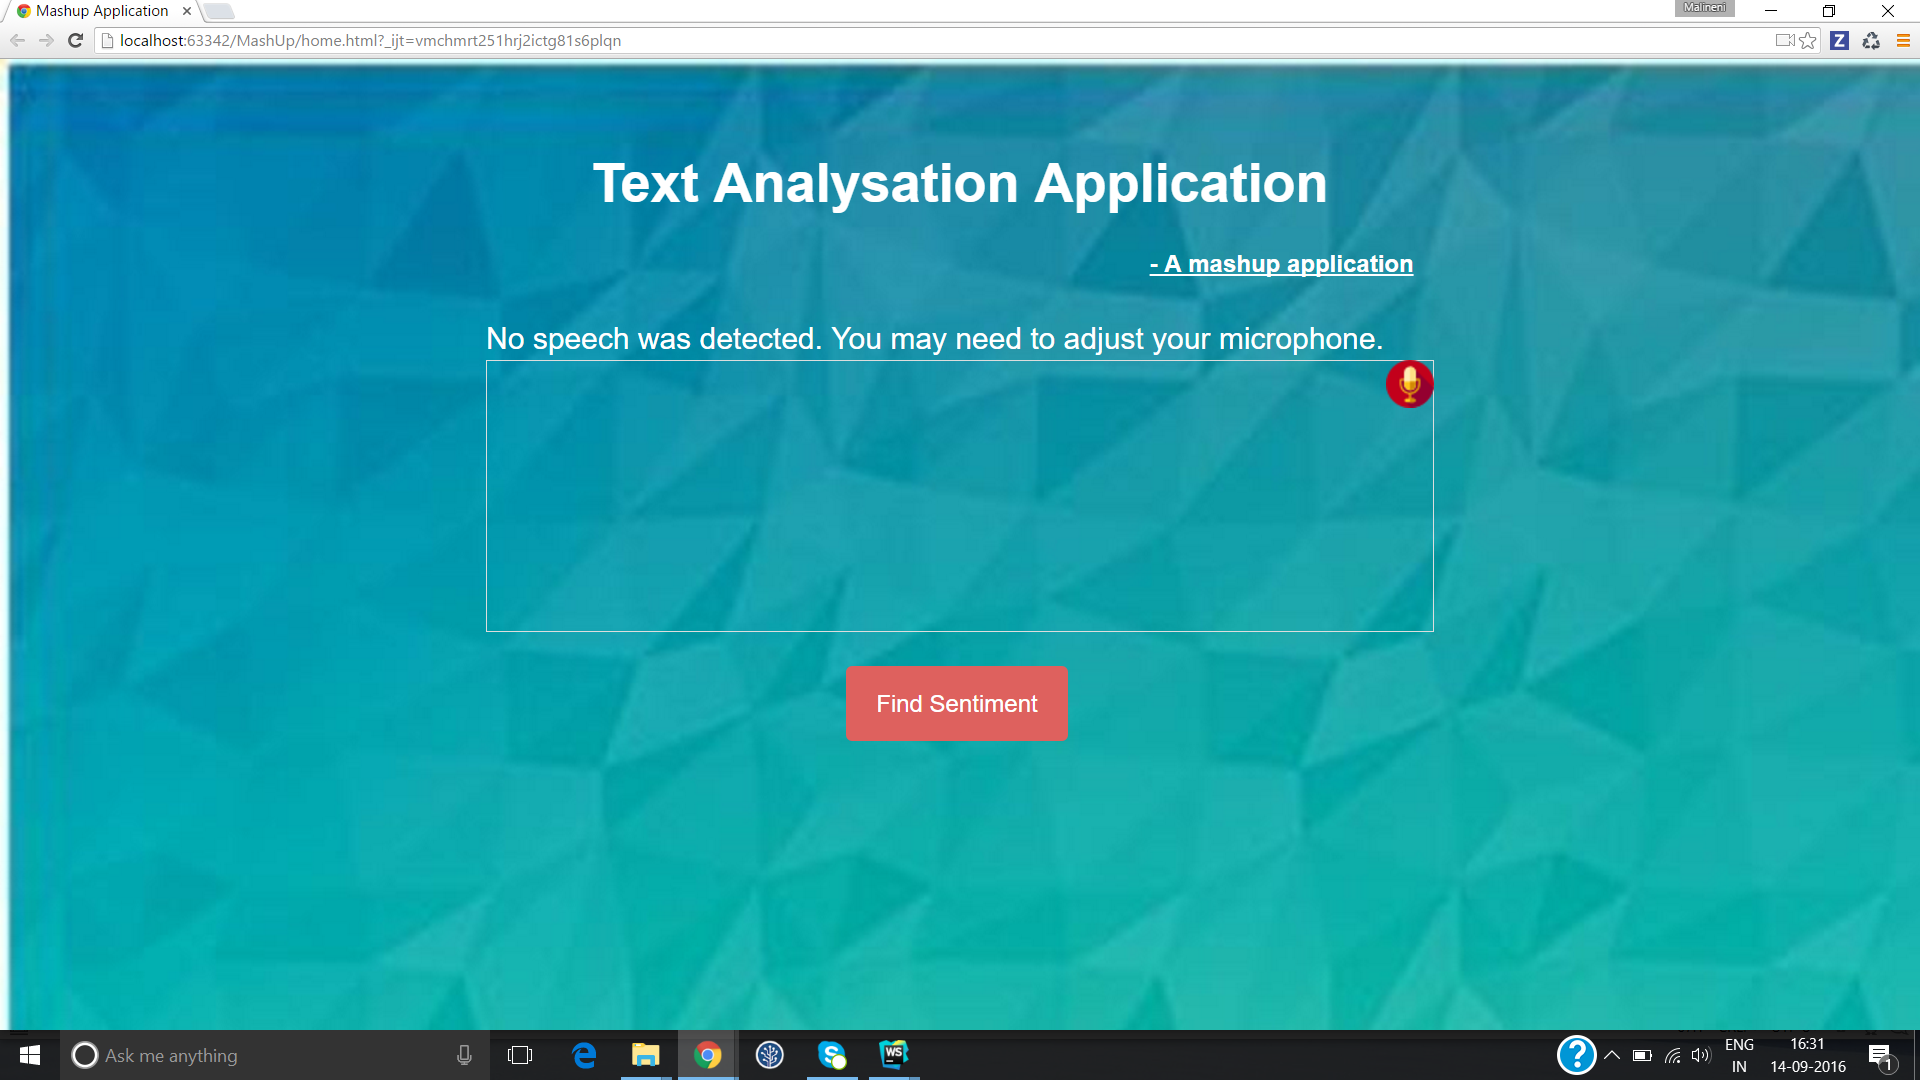 Mashup Application
Malineni
localhost:63342/MashUp/home.html?_ijt=vmchmrt251hrj2ictg81s6plqn
Z
Text Analysation Application
- A mashup application
No speech was detected. You may need to adjust your microphone.
Find Sentiment
Ask me anything
WS
?
ENG
IN
16:31
14-09-2016
1